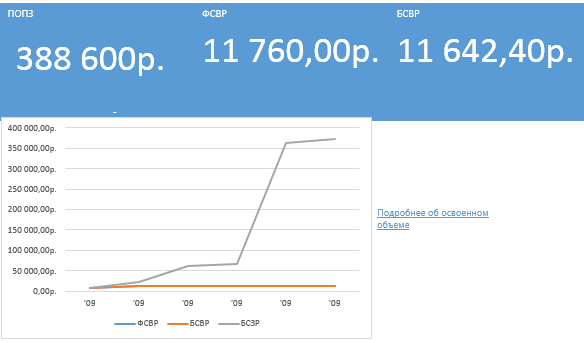 ПОПЗ ФСВР БСВР
388 600р. 11 760,00р. 11 642,40р.
-
400 000,00р.
350 000,00р.
300 000,00р.
250 000,00р.
200 000,00р.
150 000,00р.
100 000,00р.
50 000,00р.
0,00р.
'09 '09 '09 '09 '09 '09
ФСВР БСВР БСЗР
Подробнее об освоенном
объеме